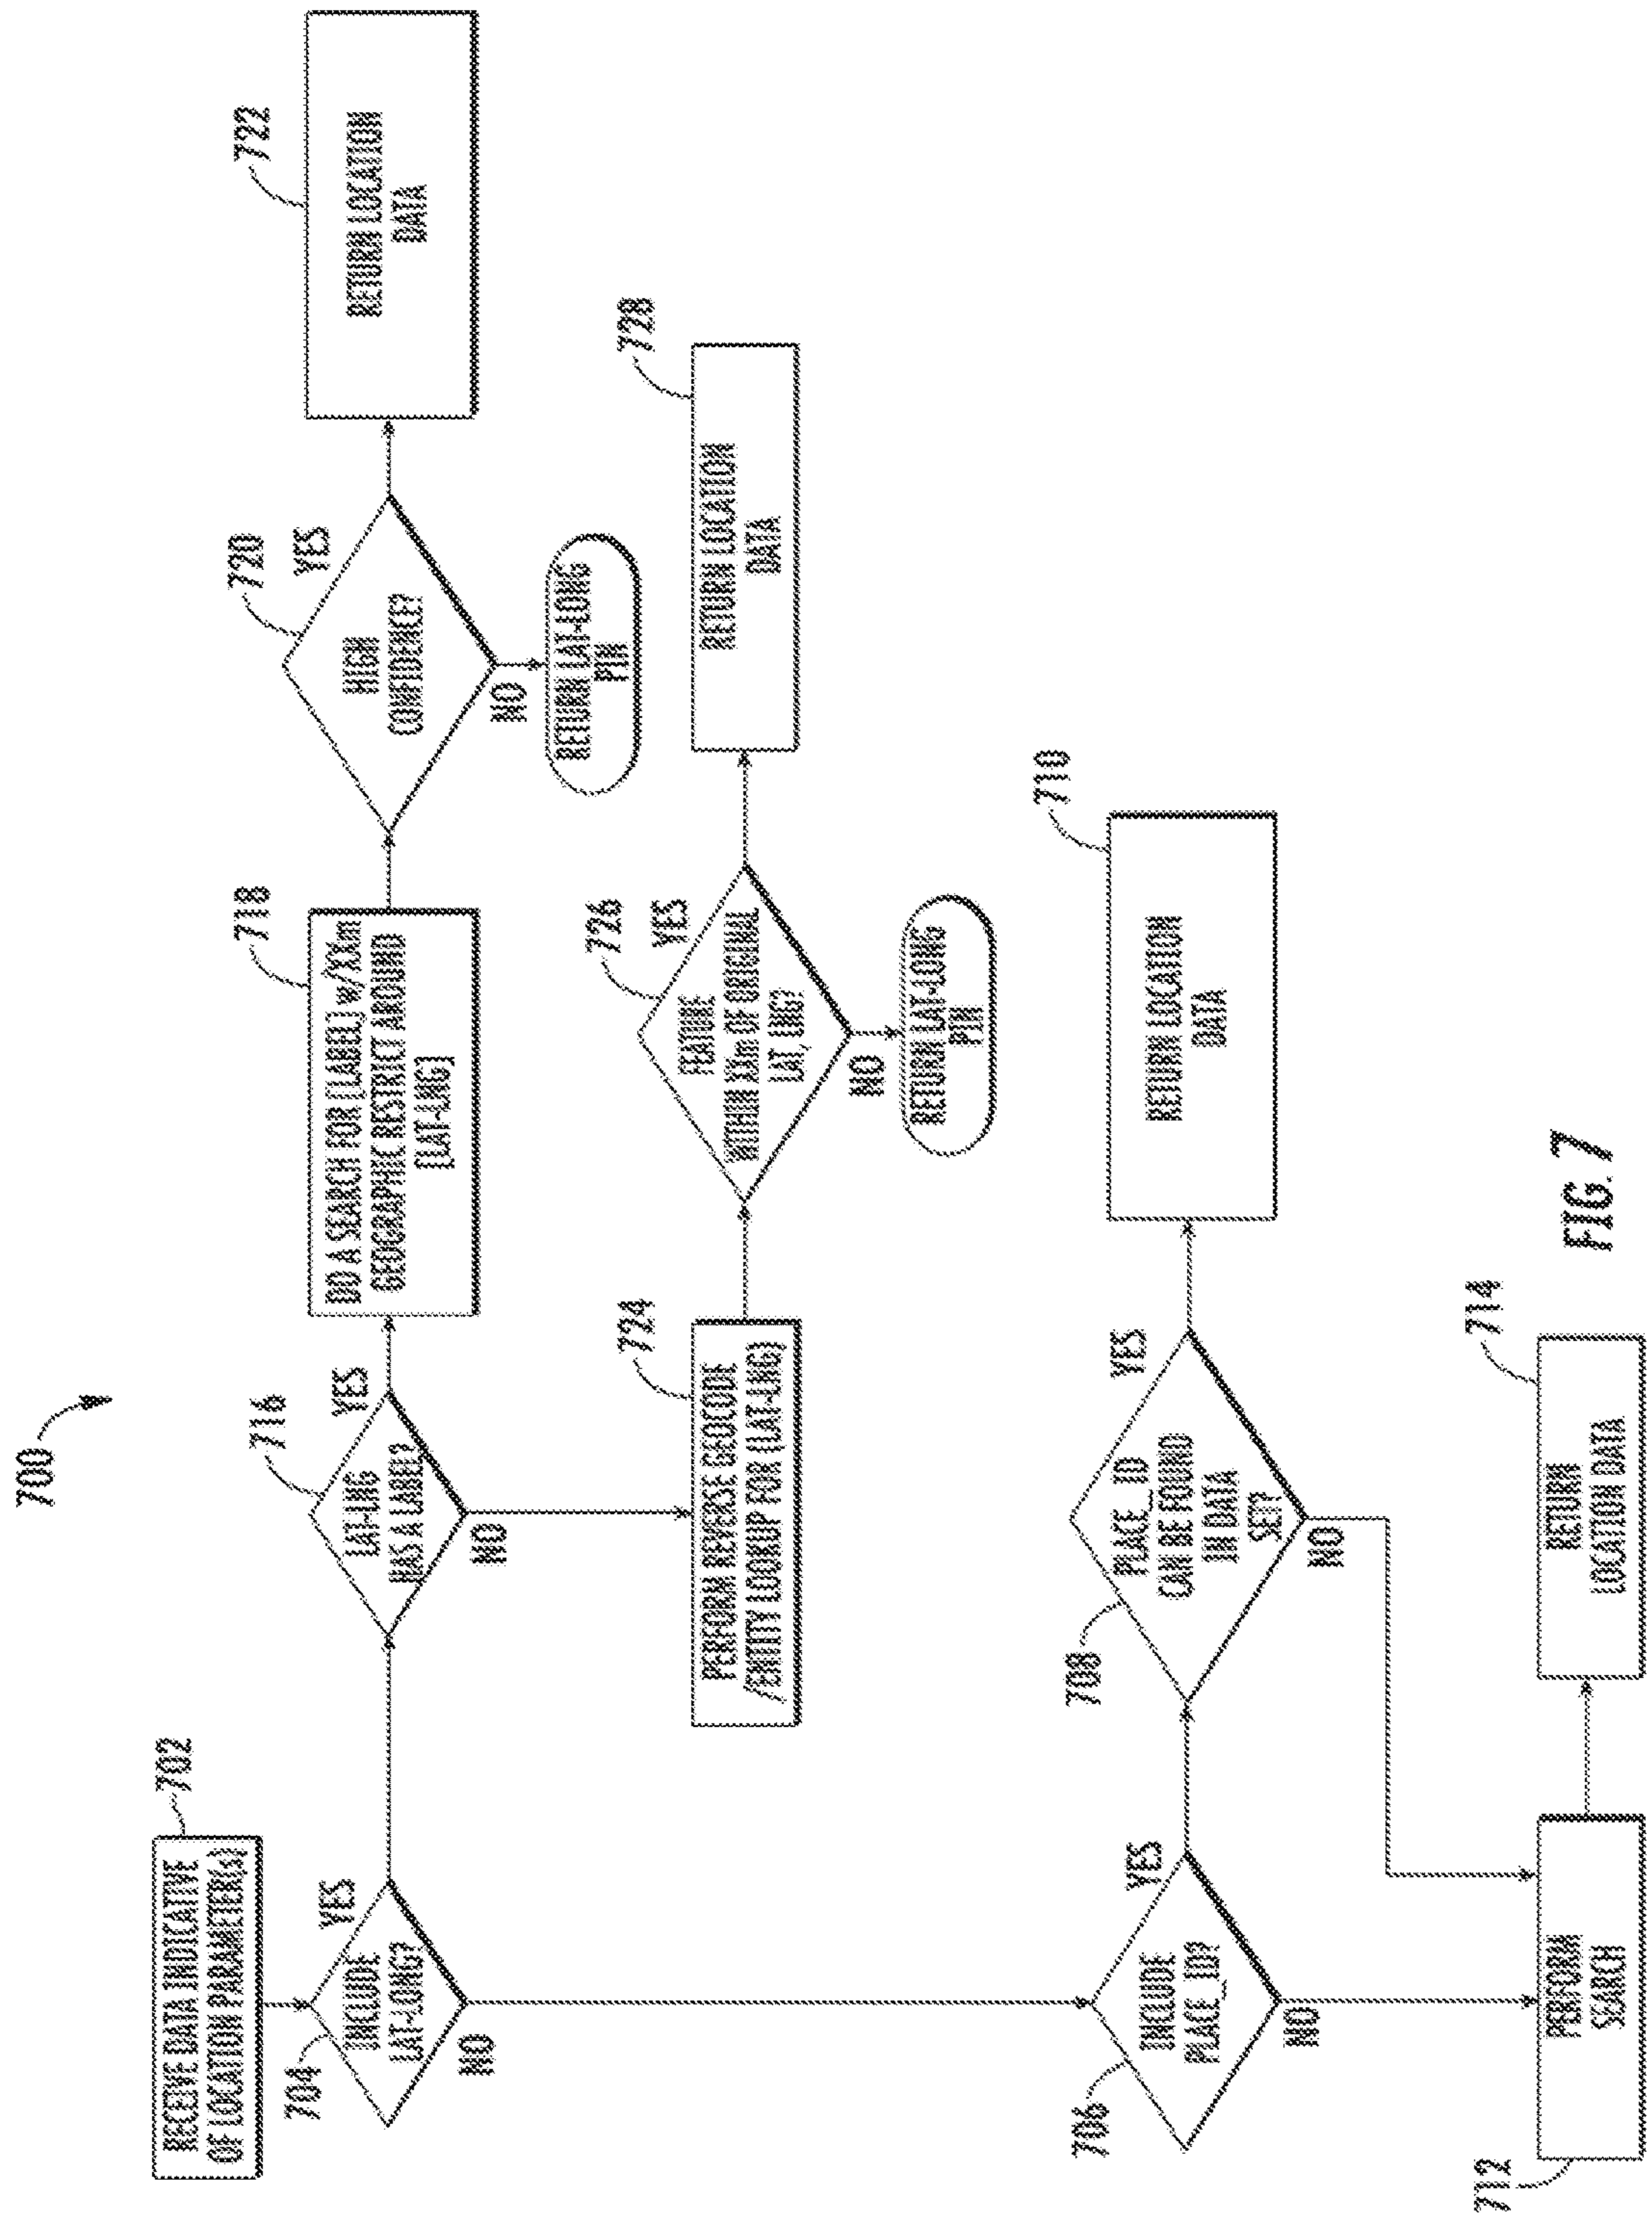 700
702
RECEIVE DATA INDICATIVE
OF LOCATION PARAMETER(s)
704
INCLUDE
LAT-LONG?
YES
NO
716
LAT-LNG
HAS A LABEL?
YES
NO
718
DO A SEARCH FOR [LABEL] w/XXm
GEOGRAPHIC RESTRICT AROUND
[LAT-LNG]
720
HIGH
CONFIDENCE?
YES
NO
RETURN LAT-LONG
PIN
722
RETURN LOCATION
DATA
724
PERFORM REVERSE GEOCODE
/ENTITY LOOKUP FOR [LAT-LNG]
726
FEATURE
WITHIN XXm OF ORIGINAL
LAT, LNG?
YES
NO
RETURN LAT-LONG
PIN
728
RETURN LOCATION
DATA
706
INCLUDE
PLACE_ID?
YES
NO
708
PLACE_ID
CAN BE FOUND
IN DATA
SET?
YES
NO
710
RETURN LOCATION
DATA
712
PERFORM
SEARCH
714
RETURN
LOCATION DATA
FIG. 7